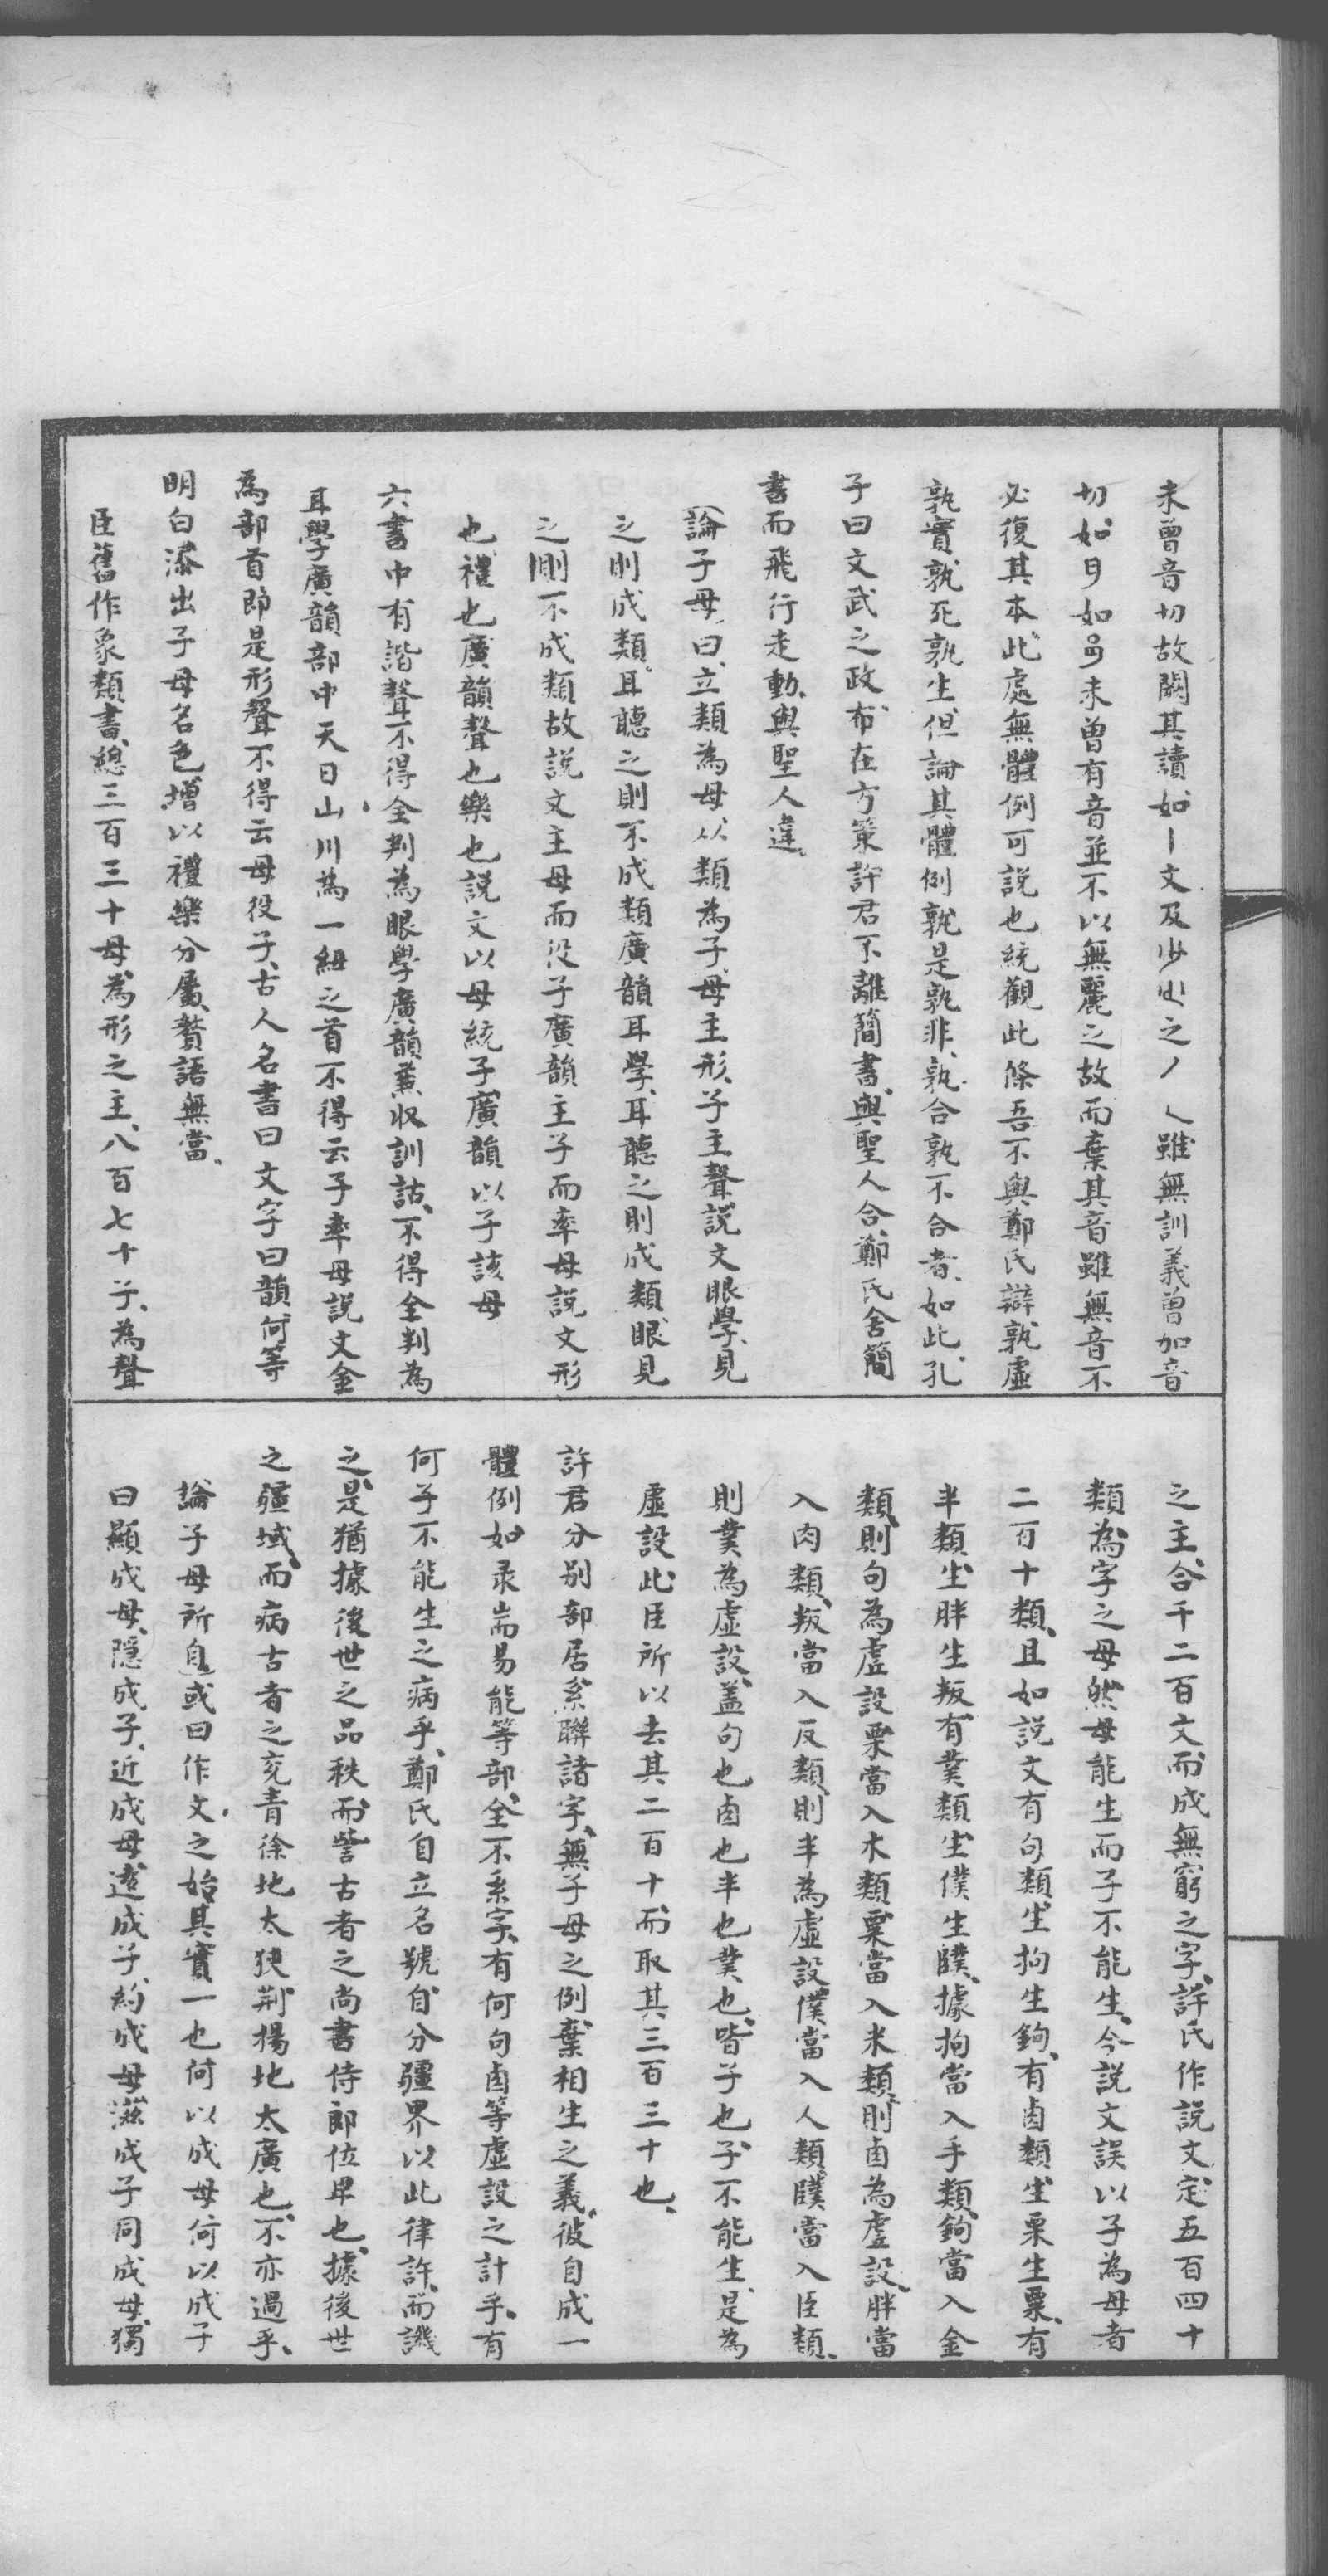 未曾音切故闕其讀如丨文及少㞢之丿乀雖無訓義曾加音
切如日如㠯未曾有音並不以無麗之故而棄其音雖無音不
必復其本此處無體例可說也統觀此條吾不與鄭氏辯孰虛
孰實孰死孰生但論其體例孰是孰非孰合孰不合者如此孔
子曰文武之政布在方策許君不離簡書與聖人合鄭氏舍簡
書而飛行走動與聖人違
論子母曰立類為母从類為子母主形子主聲説文眼學見
之則成類耳聽之則不成類廣韻耳學耳聽之則成類眼見
之則不成類故説文主母而役子廣韻主子而率母説文形
也禮也廣韻聲也樂也説文以母統子廣韻以子該母
六書中有諧聲不得全判為眼學廣韻蒹收訓詁不得全判為
耳學廣韻部中天日山川為一紐之首不得云子率母説文金
為部首即是形聲不得云母役子古人名書曰文字曰韻何等
明白添出子母名色增以禮樂分屬贅語無當
臣舊作象類書總三百三十母為形之主八百七十子為聲
之主合千二百文而成無窮之字許氏作説文定五百四十
類為字之母然母能生而子不能生今説文誤以子為母者
二百十類且如説文有句類生拘生鉤有卤類生栗生粟有
半類生胖生叛有菐類生僕生䑑據拘當入手類鉤當入金
類則句為虛設栗當入木類粟當入米類則卤為虛設胖當
入肉類叛當入反類則半為虛設僕當入人類䑑當入臣類
則菐為虛設盖句也卤也半也菐也皆子也子不能生是為
虛設此臣所以去其二百十而取其三百三十也
許君分别部居系聯諸字無子母之例棄相生之義彼自成一
體例如录耑易能等部全不系字有何句卤等虛設之計乎有
何子不能生之病乎鄭氏自立名號自分疆界以此律許而譏
之是猶據後世之品秩而訾古者之尚書侍郎位卑也據後世
之疆域而病古者之兖青徐地太狹荆揚地太廣也不亦過乎
論子母所自或曰作文之始其實一也何以成母何以成子
曰顯成母隱成子近成母遠成子約成母滋成子同成母獨